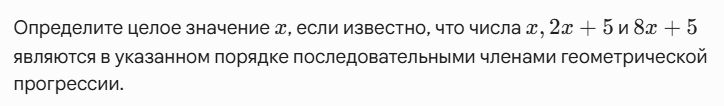 Определите целое значение x, если известно, что числа x, 2x + 5 и 8x + 5
являются в указанном порядке последовательными членами геометрической
прогрессии.